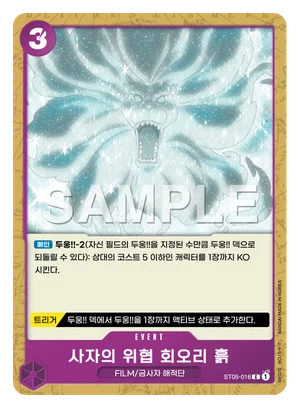 3
SAMPLE
메인 두웅!!-2(자신 필드의 두웅!!을 지정된 수만큼 두웅!! 덱으로
되돌릴 수 있다): 상대의 코스트 5 이하인 캐릭터를 1장까지 KO
시킨다.
트리거 두웅!! 덱에서 두웅!!을 1장까지 액티브 상태로 추가한다.
EVENT
사자의 위협 회오리 흙
FILM/금사자 해적단
ST05-016